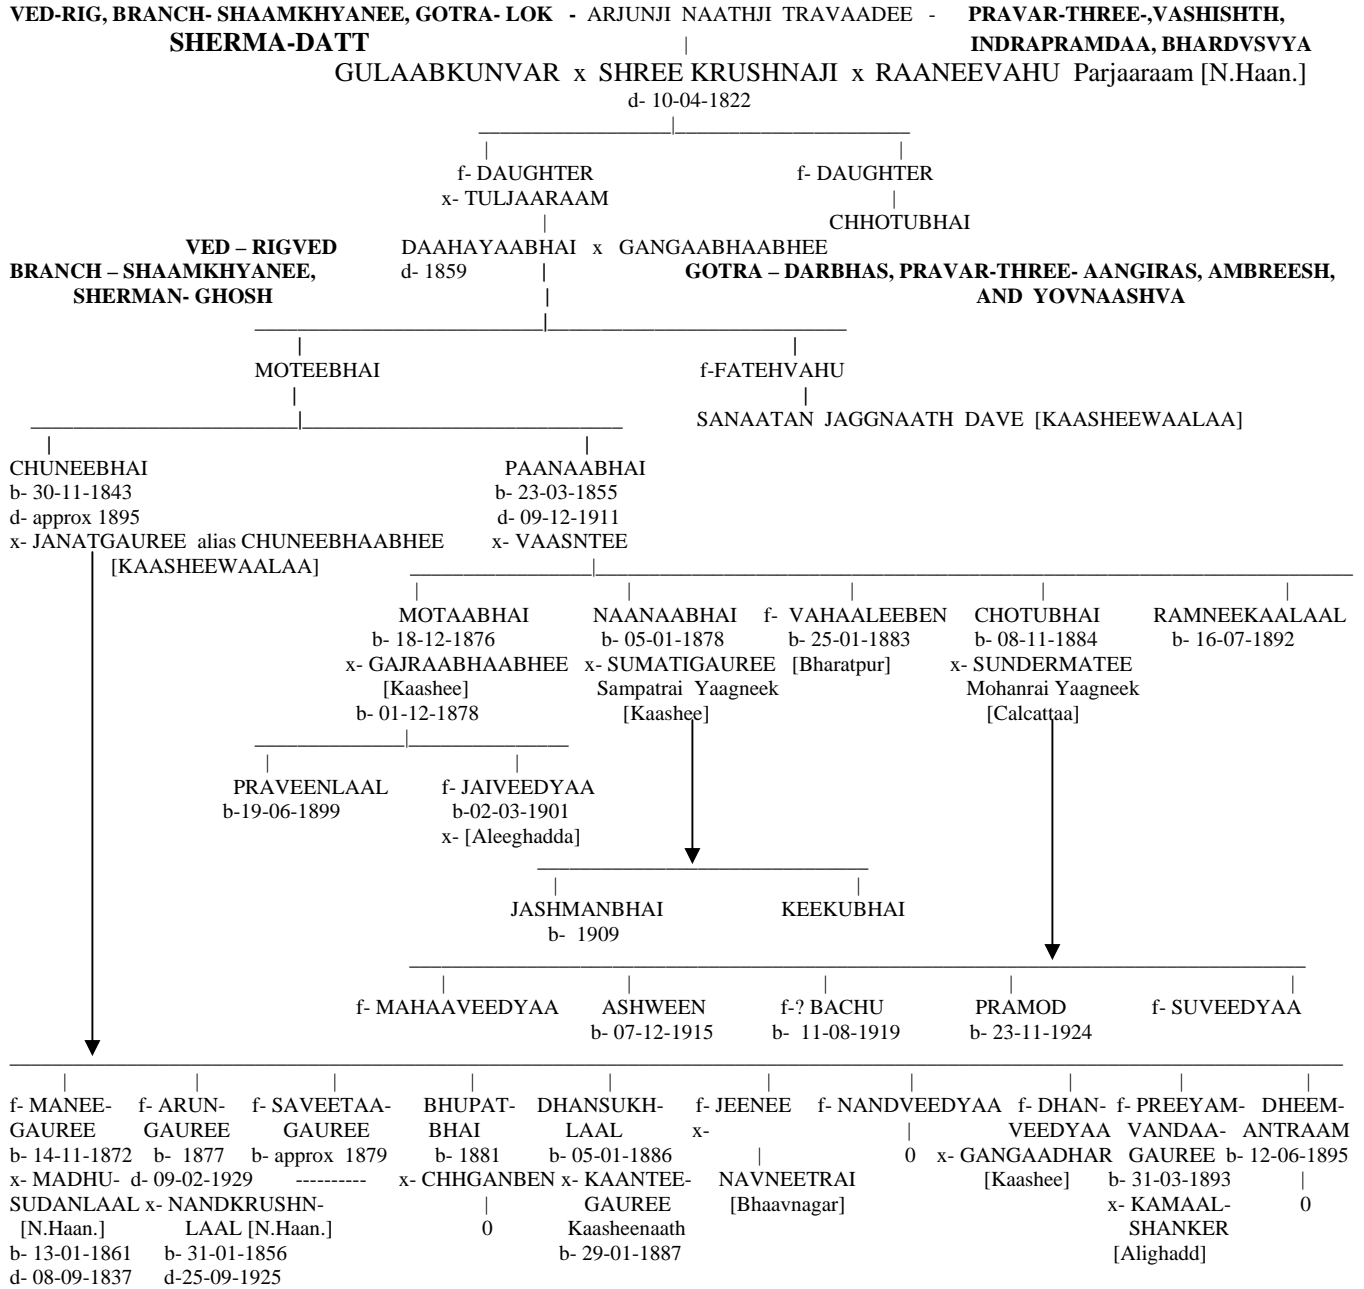 VED-RIG, BRANCH- SHAAMKHYANEE, GOTRA- LOK - ARJUNJI NAATHJI TRAVAADEE - PRAVAR-THREE-,VASHISHTH,
SHERMA-DATT | INDRAPRAMDAA, BHARDVSVYA
GULAABKUNVAR x SHREE KRUSHNAJI x RAANEEVAHU Parjaaraam [N.Haan.]
d- 10-04-1822
f- DAUGHTER f- DAUGHTER
x- TULJAARAAM |
| CHHOTUBHAI
VED – RIGVED DAAHAYAABHAI x GANGAABHAABHEE
BRANCH – SHAAMKHYANEE, d- 1859 | GOTRA – DARBHAS, PRAVAR-THREE- AANGIRAS, AMBREESH,
SHERMAN- GHOSH | AND YOVNAASHVA
MOTEEBHAI f-FATEHVAHU
SANAATAN JAGGNAATH DAVE [KAASHEEWAALAA]
CHUNEEBHAI PAANAABHAI
b- 30-11-1843 b- 23-03-1855
d- approx 1895 d- 09-12-1911
x- JANATGAUREE alias CHUNEEBHAABHEE x- VAASNTEE
[KAASHEEWAALAA]
MOTAABHAI NAANAABHAI f- VAHAALEEBEN CHOTUBHAI RAMNEEKAALAAL
b- 18-12-1876 b- 05-01-1878 b- 25-01-1883 b- 08-11-1884 b- 16-07-1892
x- GAJRAABHAABHEE x- SUMATIGAUREE [Bharatpur] x- SUNDERMATEE
[Kaashee] Sampatrai Yaagneek Mohanrai Yaagneek
b- 01-12-1878 [Kaashee] [Calcattaa]
PRAVEENLAAL f- JAIVEEDYAA
b-19-06-1899 b-02-03-1901
x- [Aleeghadda]
JASHMANBHAI KEEKUBHAI
b- 1909
f- MAHAAVEEDYAA ASHWEEN f-? BACHU PRAMOD f- SUVEEDYAA
b- 07-12-1915 b- 11-08-1919 b- 23-11-1924
f- MANEE- f- ARUN- f- SAVEETAA- BHUPAT- DHANSUKH- f- JEENEE f- NANDVEEDYAA f- DHAN- f- PREEYAM- DHEEM-
GAUREE GAUREE GAUREE BHAI LAAL x- | VEEDYAA VANDAA- ANTRAAM
b- 14-11-1872 b- 1877 b- approx 1879 b- 1881 b- 05-01-1886 | 0 x- GANGAADHAR GAUREE b- 12-06-1895
x- MADHU- d- 09-02-1929 ---------- x- CHHGANBEN x- KAANTEE- NAVNEETRAI [Kaashee] b- 31-03-1893 |
SUDANLAAL x- NANDKRUSHN- | GAUREE [Bhaavnagar] x- KAMAAL- 0
[N.Haan.] LAAL [N.Haan.] 0 Kaasheenaath SHANKER
b- 13-01-1861 b- 31-01-1856 b- 29-01-1887 [Alighadd]
d- 08-09-1837 d-25-09-1925